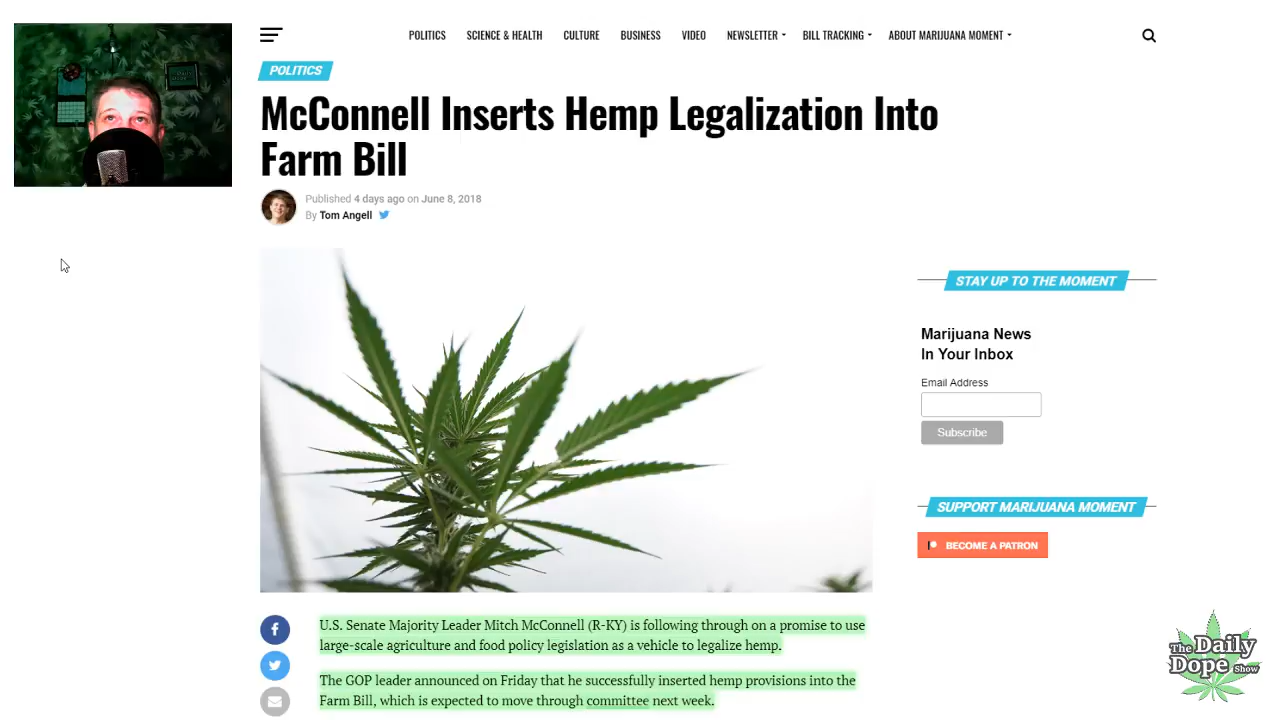 POLITICS SCIENCE & HEALTH CULTURE BUSINESS VIDEO NEWSLETTER BILL TRACKING ABOUT MARIJUANA MOMENT
POLITICS
McConnell Inserts Hemp Legalization Into
Farm Bill
Published 4 days ago on June 8, 2018
By Tom Angell
STAY UP TO THE MOMENT
Marijuana News
In Your Inbox
Email Address
Subscribe
SUPPORT MARIJUANA MOMENT
BECOME A PATRON
U.S. Senate Majority Leader Mitch McConnell (R-KY) is following through on a promise to use
large-scale agriculture and food policy legislation as a vehicle to legalize hemp.
The GOP leader announced on Friday that he successfully inserted hemp provisions into the
Farm Bill, which is expected to move through committee next week.
The Daily
Dope Show